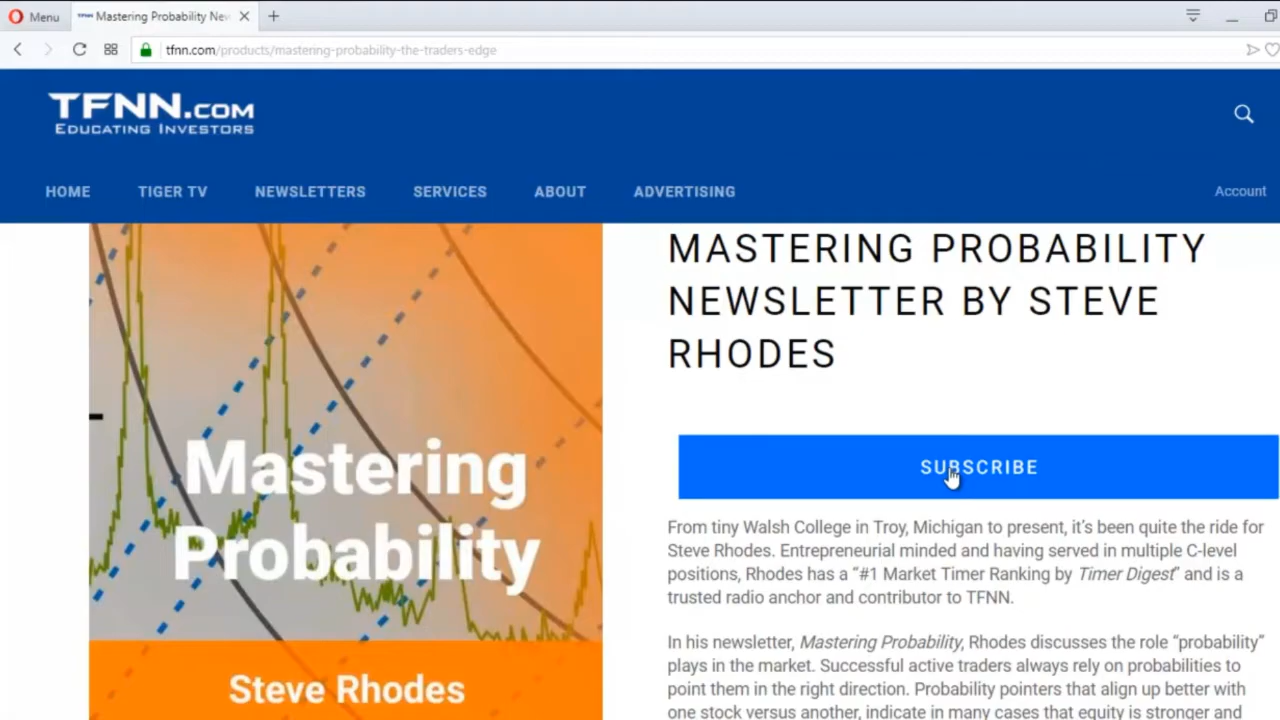 Menu
Mastering Probability New
tfnn.com/products/mastering-probability-the-traders-edge
TFNN.COM
EDUCATING INVESTORS
HOME TIGER TV NEWSLETTERS SERVICES ABOUT ADVERTISING Account
MASTERING PROBABILITY
NEWSLETTER BY STEVE
RHODES
Mastering
Probability
Steve Rhodes
SUBSCRIBE
From tiny Walsh College in Troy, Michigan to present, it's been quite the ride for
Steve Rhodes. Entrepreneurial minded and having served in multiple C-level
positions, Rhodes has a “#1 Market Timer Ranking by Timer Digest” and is a
trusted radio anchor and contributor to TFNN.
In his newsletter, Mastering Probability, Rhodes discusses the role “probability”
plays in the market. Successful active traders always rely on probabilities to
point them in the right direction. Probability pointers that align up better with
one stock versus another, indicate in many cases that equity is stronger and